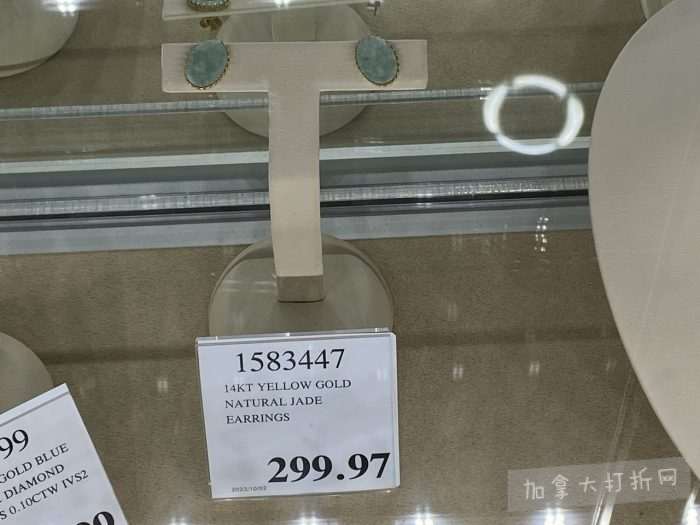 1583447
14KT YELLOW GOLD
NATURAL JADE
EARRINGS
299.97
99
GOLD BLUE
DIAMOND
0.10CTW IVS2
加拿大打折网